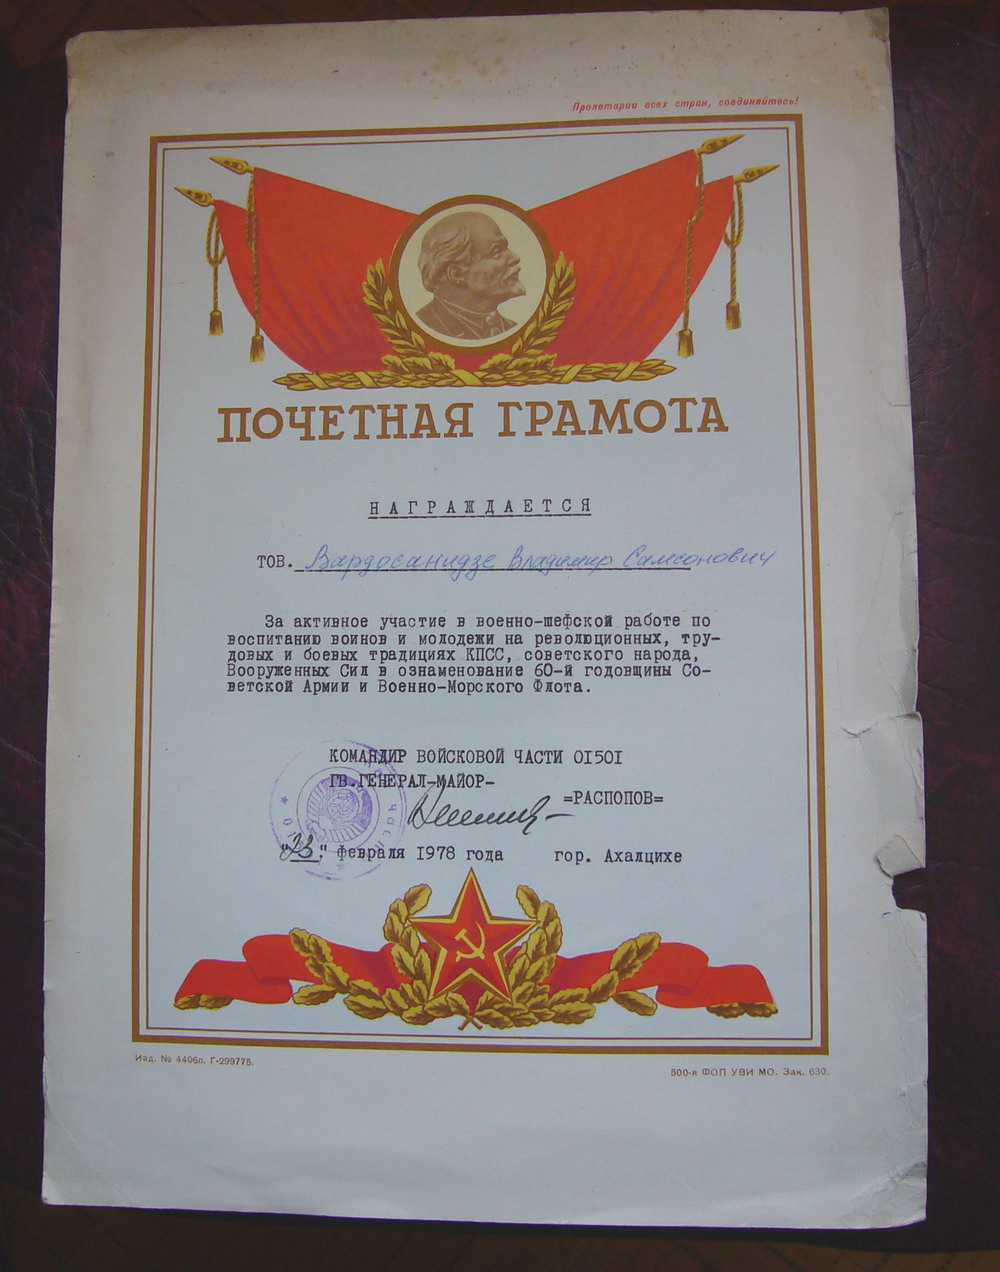 Пролетарии всех стран, соединяйтесь!
ПОЧЕТНАЯ ГРАМОТА
НАГРАЖДАЕТСЯ
ТОВ. Вардосанидзе Владимир Самсонович
За активное участие в военно-шефской работе по
воспитанию воинов и молодежи на революционных, тру-
довых и боевых традициях КПСС, советского народа,
Вооруженных Сил в ознаменование 60-й годовщины Со-
ветской Армии и Военно-Морского Флота.
КОМАНДИР ВОЙСКОВОЙ ЧАСТИ 01501
ГВ.ГЕНЕРАЛ-МАЙОР-
=РАСПОПОВ=
"23" февраля 1978 года гор. Ахалцихе
Изд. № 4406п. Г-299775.
500-я ФОП УВИ МО. Зак. 630.